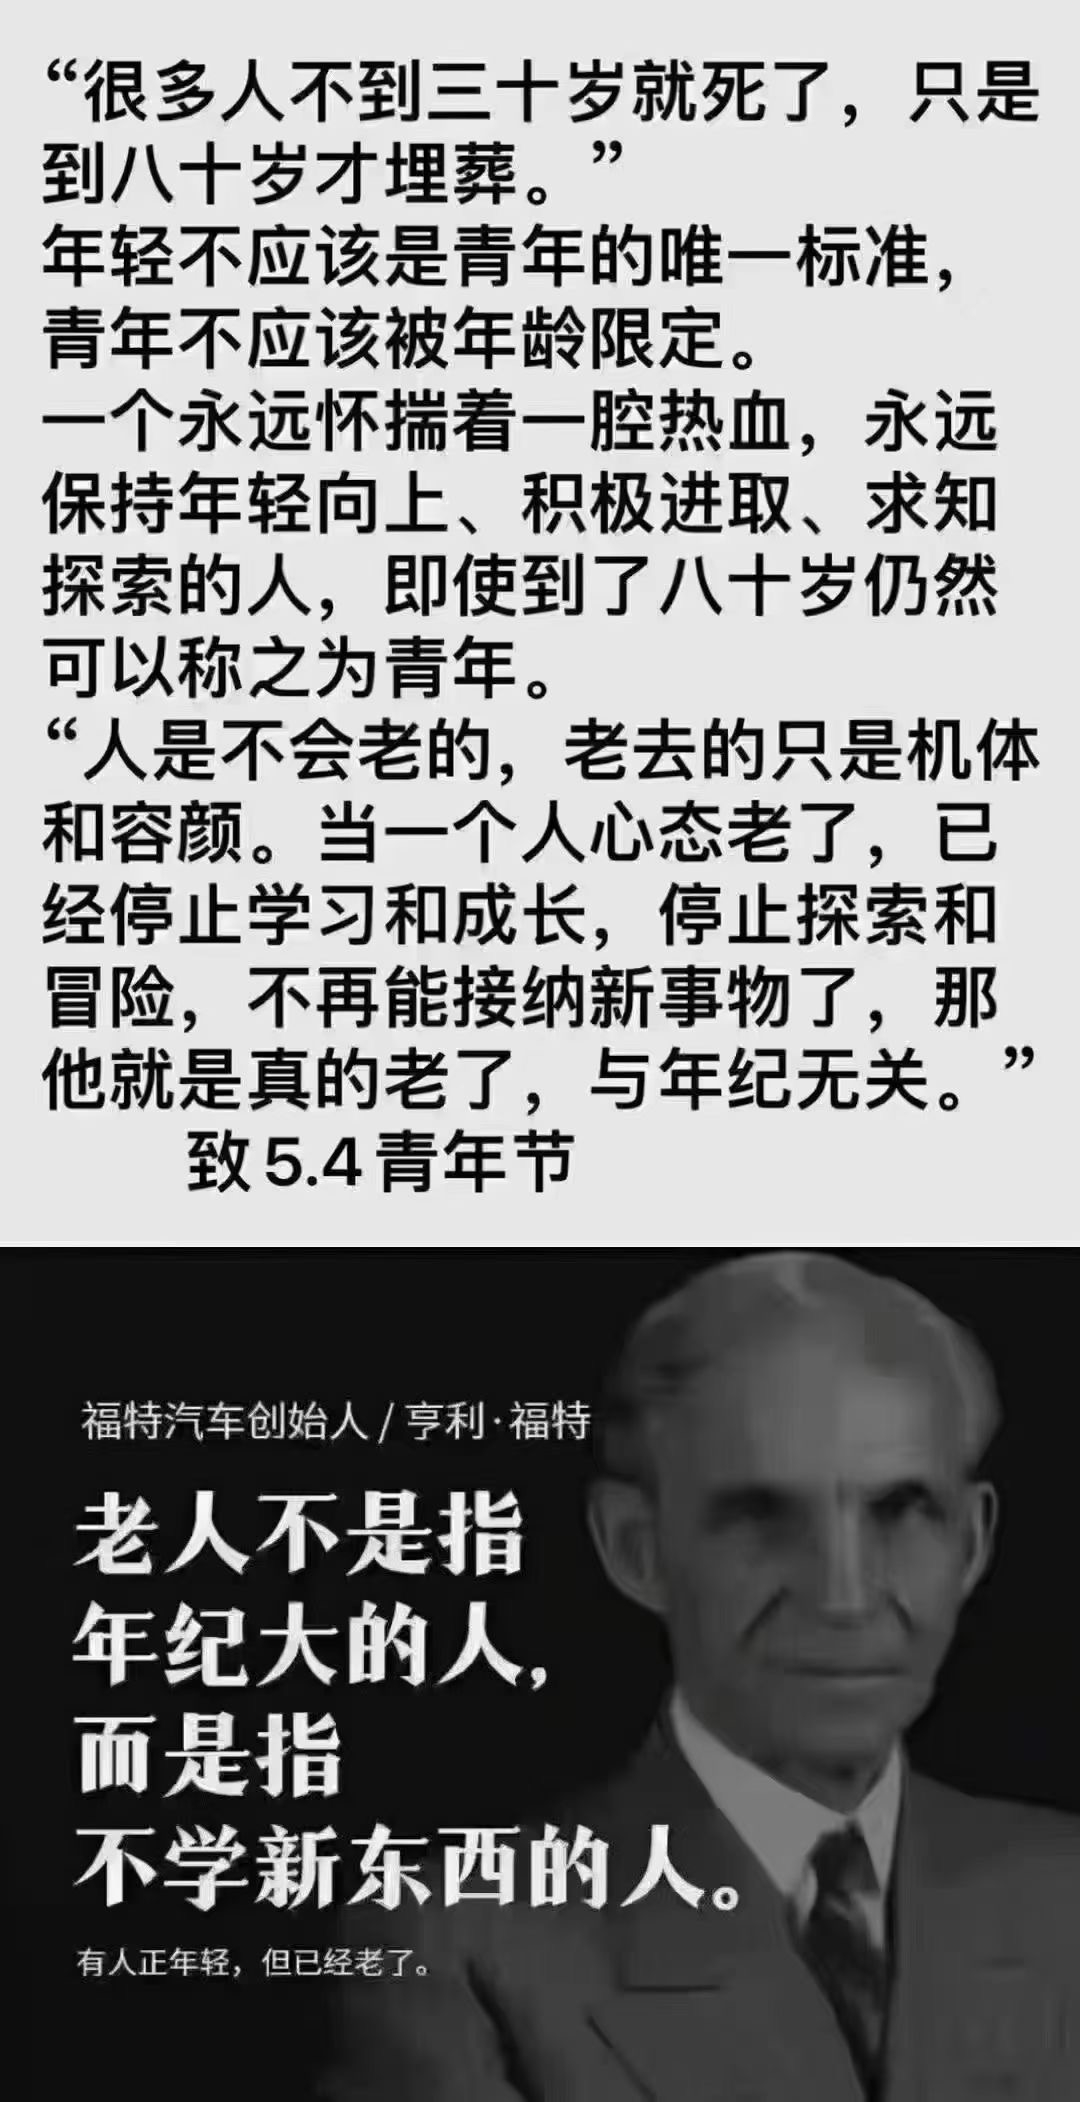 “很多人不到三十岁就死了，只是
到八十岁才埋葬。”
年轻不应该是青年的唯一标准，
青年不应该被年龄限定。
一个永远怀揣着一腔热血，永远
保持年轻向上、积极进取、求知
探索的人，即使到了八十岁仍然
可以称之为青年。
“人是不会老的，老去的只是机体
和容颜。当一个人心态老了，已
经停止学习和成长，停止探索和
冒险，不再能接纳新事物了，那
他就是真的老了，与年纪无关。”
致5.4青年节
福特汽车创始人/亨利·福特
老人不是指
年纪大的人，
而是指
不学新东西的人。
有人正年轻，但已经老了。